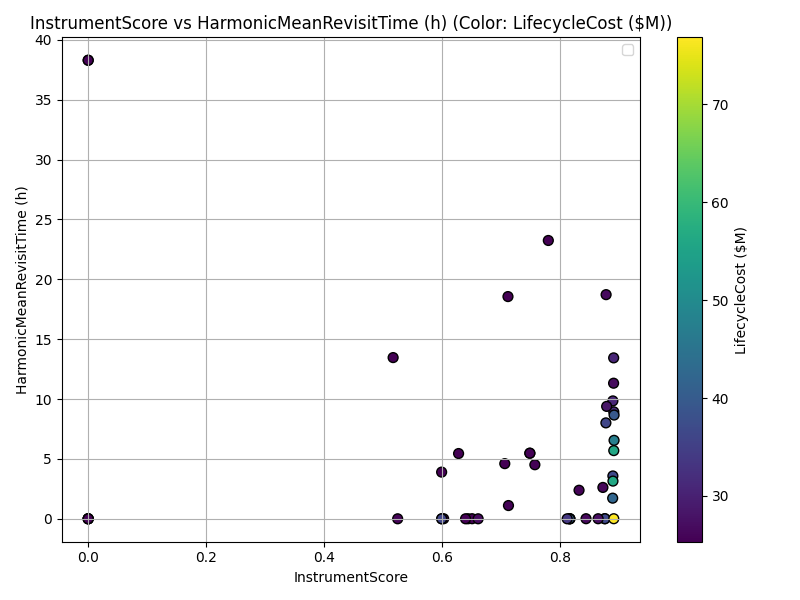 InstrumentScore vs HarmonicMeanRevisitTime (h) (Color: LifecycleCost ($M))
HarmonicMeanRevisitTime (h)
40
35
30
25
20
15
10
5
0
0.0 0.2 0.4 0.6 0.8
InstrumentScore
70
60
50
40
30
LifecycleCost ($M)